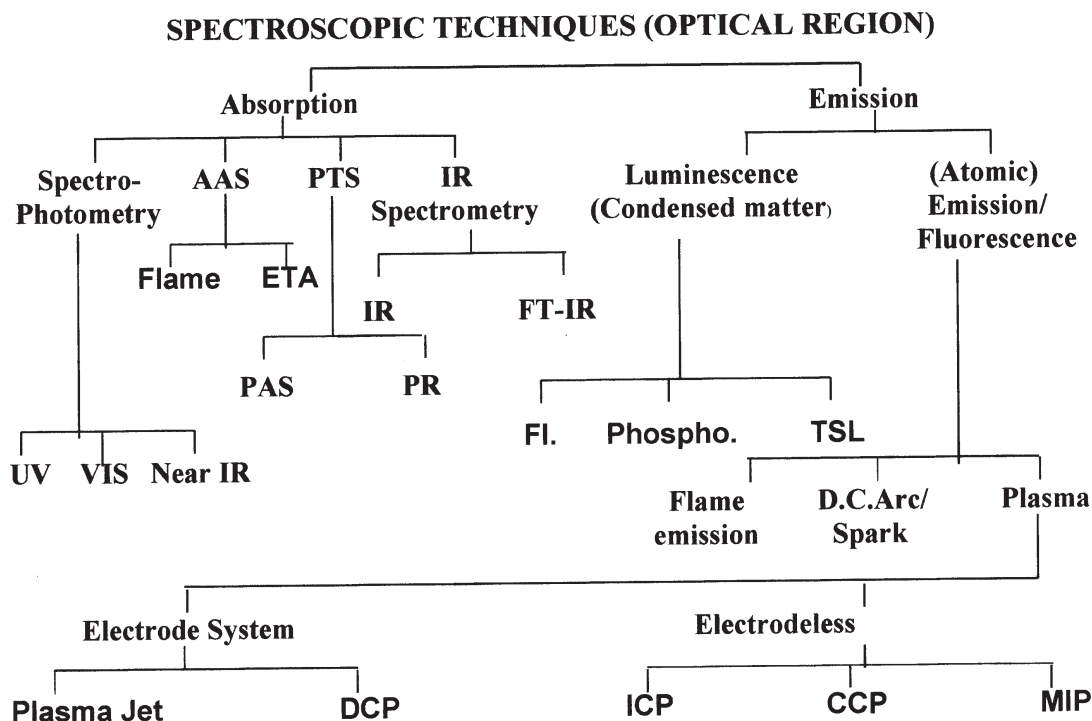 SPECTROSCOPIC TECHNIQUES (OPTICAL REGION)
Absorption
Emission
Spectro-
Photometry
AAS
PTS
IR
Spectrometry
Luminescence
(Condensed matter)
(Atomic)
Emission/
Fluorescence
Flame
ETA
IR
FT-IR
PAS
PR
Fl.
Phospho.
TSL
UV
VIS
Near IR
Flame
emission
D.C.Arc/
Spark
Plasma
Electrode System
Electrodeless
Plasma Jet
DCP
ICP
CCP
MIP